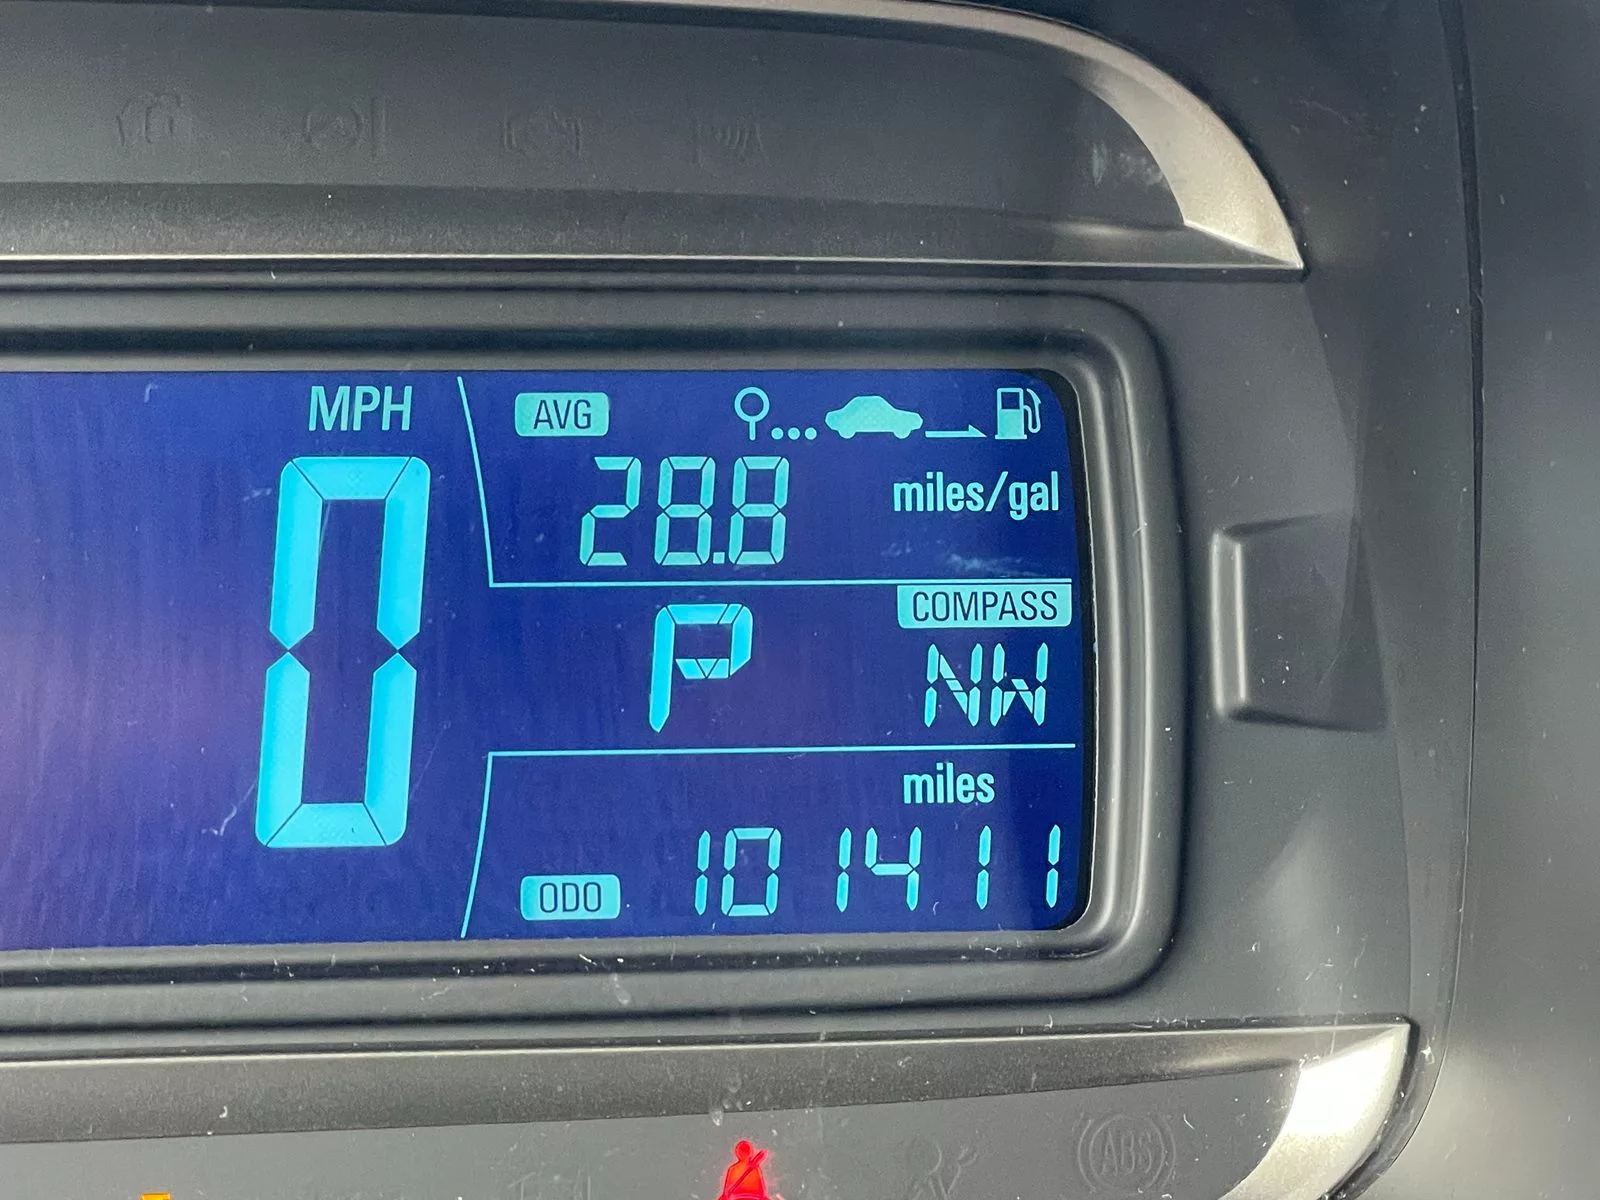 MPH
0
AVG
28.8 miles/gal
COMPASS
P NW
miles
ODO 101411
ABS